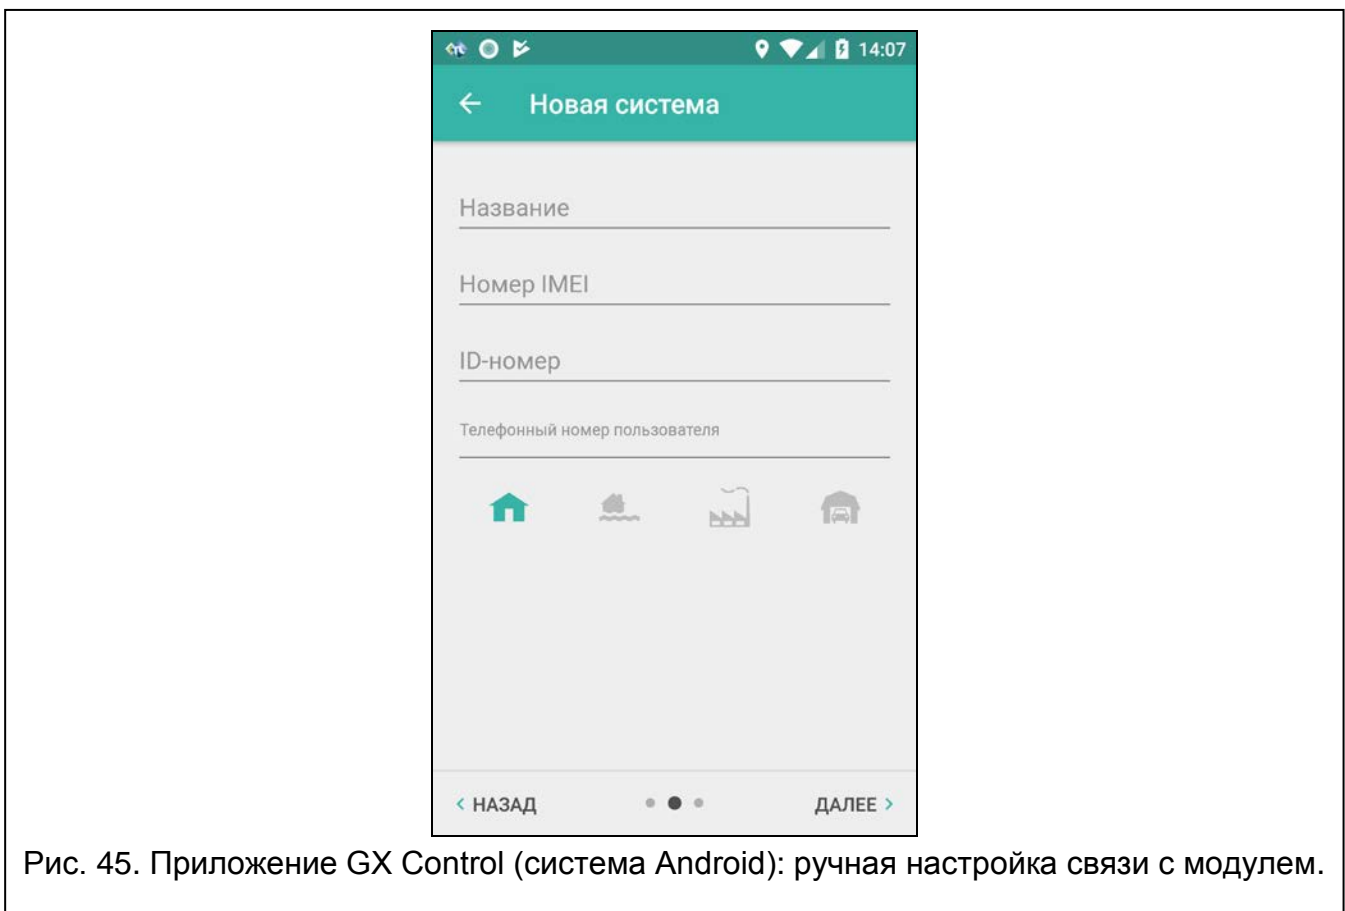 14:07
Новая система
Название
Номер IMEI
ID-номер
Телефонный номер пользователя
НАЗАД
ДАЛЕЕ
Рис. 45. Приложение GX Control (система Android): ручная настройка связи с модулем.